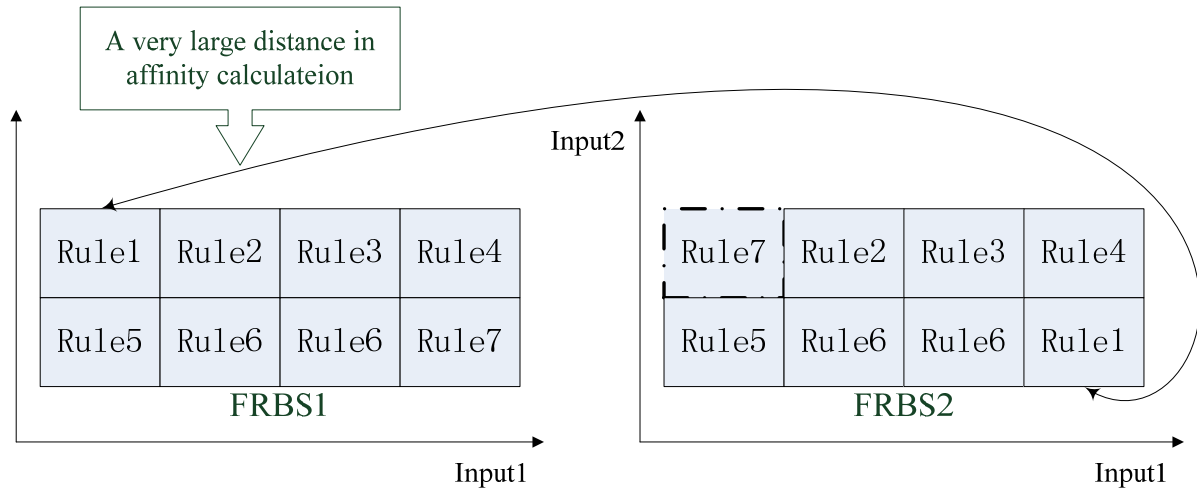 A very large distance in
affinity calculateion
Input2
Rule1 Rule2 Rule3 Rule4
Rule5 Rule6 Rule6 Rule7
FRBS1
Input1
Rule7 Rule2 Rule3 Rule4
Rule5 Rule6 Rule6 Rule1
FRBS2
Input1